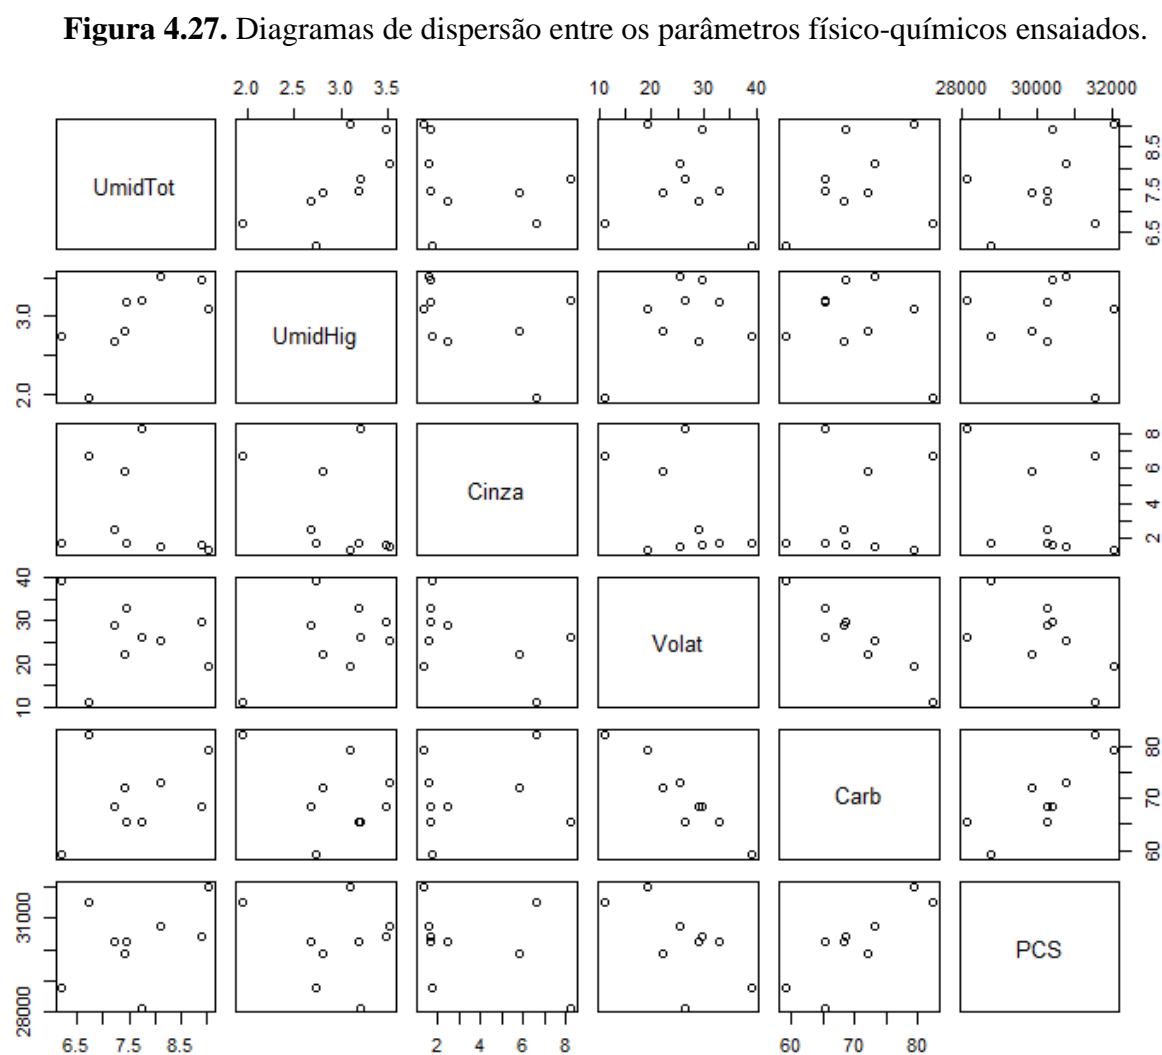 Figura 4.27. Diagramas de dispersão entre os parâmetros físico-químicos ensaiados.
2.0 2.5 3.0 3.5 10 20 30 40 28000 30000 32000
UmidTot
6.5 7.5 8.5
2.0 3.0
UmidHig
Cinza
2 4 6 8
10 20 30 40
Volat
Carb
60 70 80
28000 31000
PCS
6.5 7.5 8.5 2 4 6 8 60 70 80